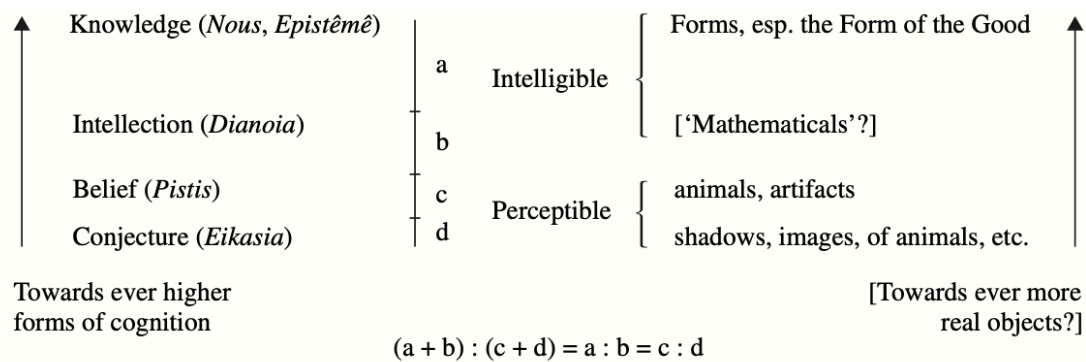 Knowledge (Nous, Epistêmê)
a
Intelligible
Forms, esp. the Form of the Good
Intellection (Dianoia)
b
[‘Mathematicals’?]
Belief (Pistis)
c
Perceptible
animals, artifacts
Conjecture (Eikasia)
d
shadows, images, of animals, etc.
Towards ever higher
forms of cognition
[Towards ever more
real objects?]
(a + b) : (c + d) = a : b = c : d